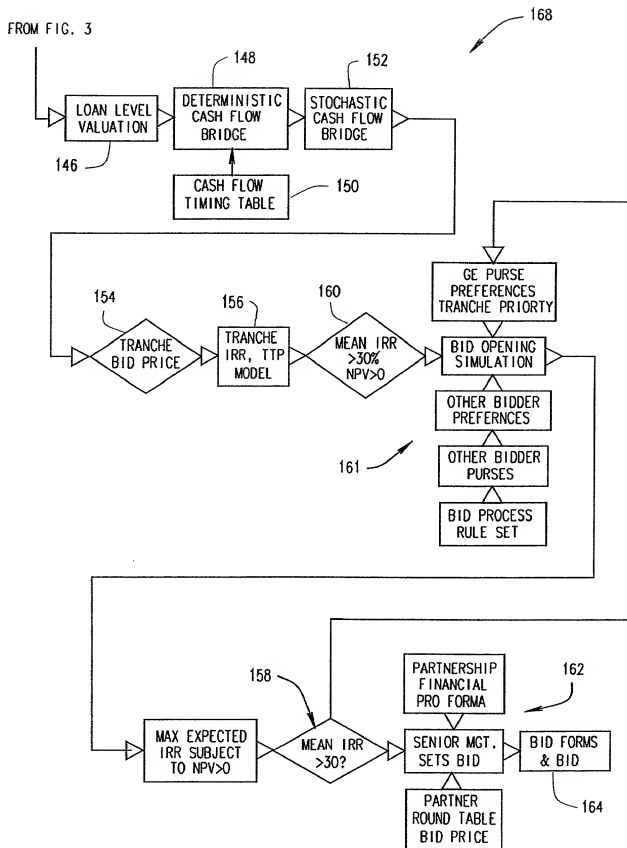 FROM FIG. 3
168
148
152
LOAN LEVEL
VALUATION
146
DETERMINISTIC
CASH FLOW
BRIDGE
STOCHASTIC
CASH FLOW
BRIDGE
CASH FLOW
TIMING TABLE
150
154
TRANCHE
BID PRICE
156
TRANCHE
IRR, TTP
MODEL
160
MEAN IRR
>30%
NPV>0
GE PURSE
PREFERENCES
TRANCHE PRIORTY
BID OPENING
SIMULATION
OTHER BIDDER
PREFERNCES
161
OTHER BIDDER
PURSES
BID PROCESS
RULE SET
MAX EXPECTED
IRR SUBJECT
TO NPV>0
158
MEAN IRR
>30?
PARTNERSHIP
FINANCIAL
PRO FORMA
162
SENIOR MGT.
SETS BID
BID FORMS
& BID
164
PARTNER
ROUND TABLE
BID PRICE